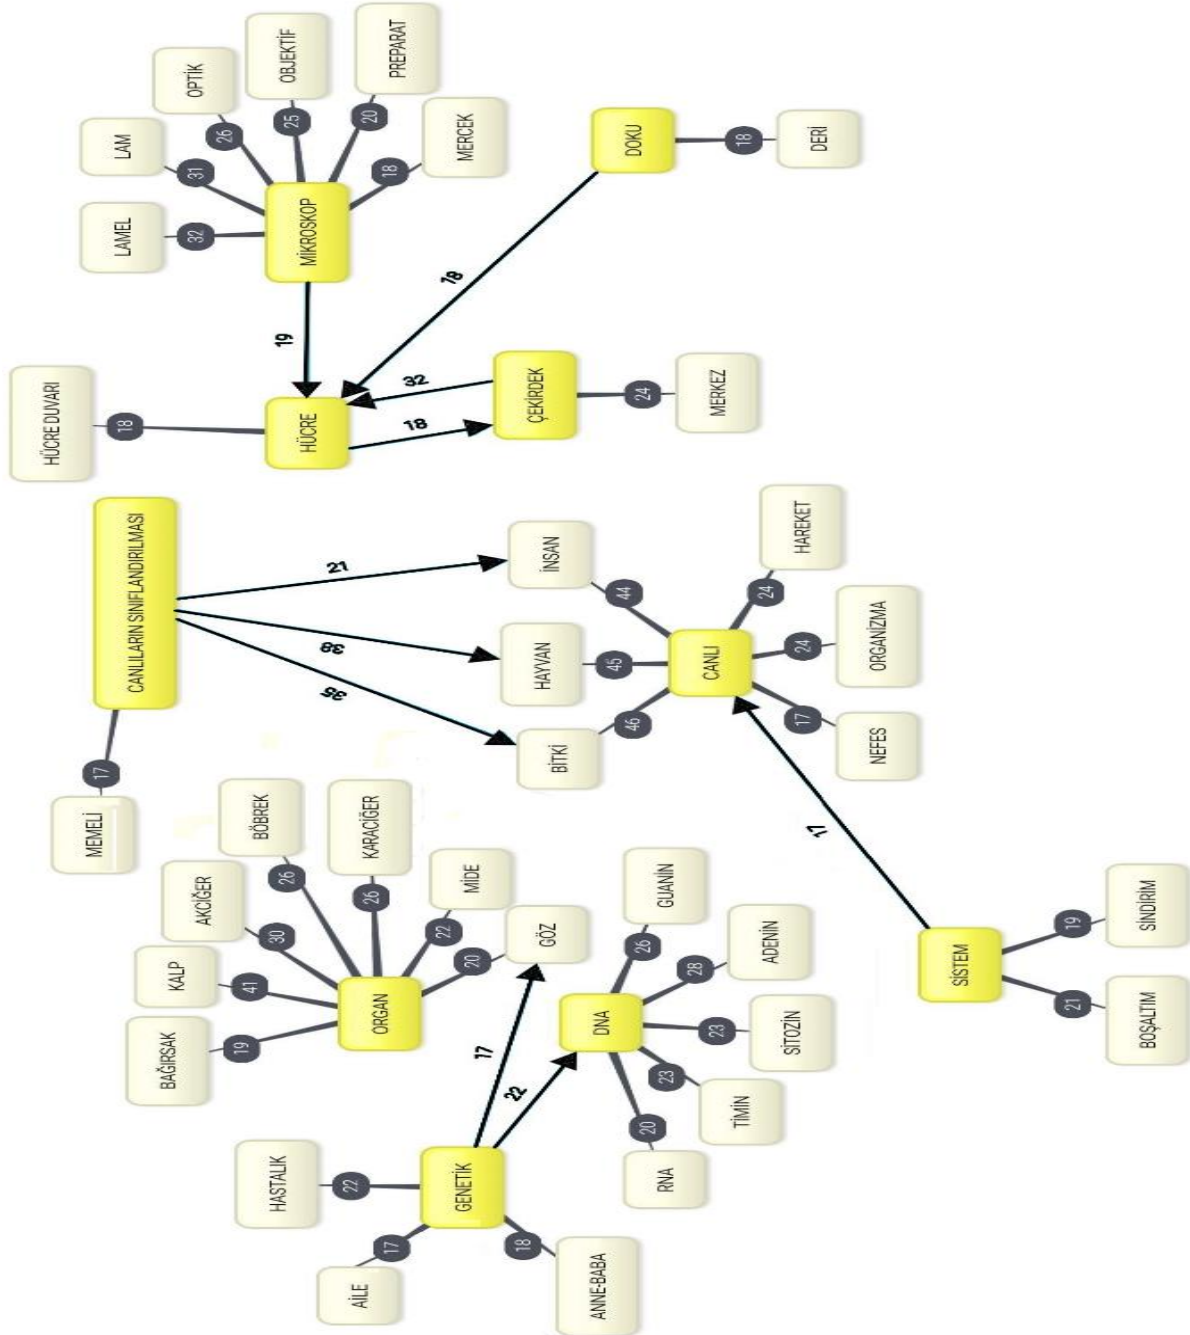 AİLE
17
HASTALIK
22
GENETİK
18
ANNE-BABA
17
22
BAĞIRSAK
19
KALP
41
AKCİĞER
30
BÖBREK
26
KARACİĞER
26
MİDE
22
GÖZ
20
ORGAN
DNA
RNA
20
TİMİN
23
SİTOZİN
23
ADENİN
28
GUANİN
26
MEMELİ
17
CANLILARIN SINIFLANDIRILMASI
35
38
21
BİTKİ
46
HAYVAN
45
İNSAN
44
CANLI
NEFES
17
ORGANİZMA
24
HAREKET
24
17
SİSTEM
BOŞALTIM
21
SİNDİRİM
19
HÜCRE DUVARI
18
HÜCRE
18
32
ÇEKİRDEK
24
MERKEZ
19
MİKROSKOP
LAMEL
32
LAM
31
OPTİK
26
OBJEKTİF
25
PREPARAT
20
MERCEK
18
18
DOKU
18
DERİ